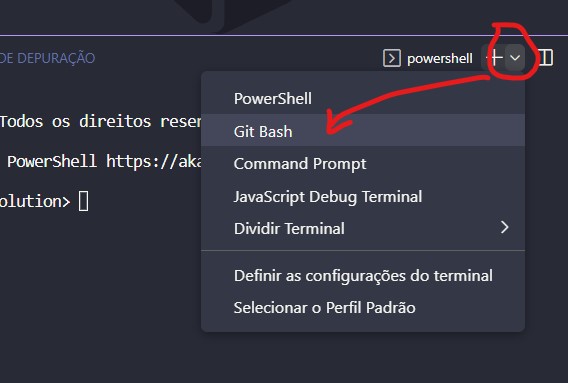 DE DEPURAÇÃO
powershell
PowerShell
Todos os direitos reser
Git Bash
PowerShell https://aka
Command Prompt
olution>
JavaScript Debug Terminal
Dividir Terminal
Definir as configurações do terminal
Selecionar o Perfil Padrão